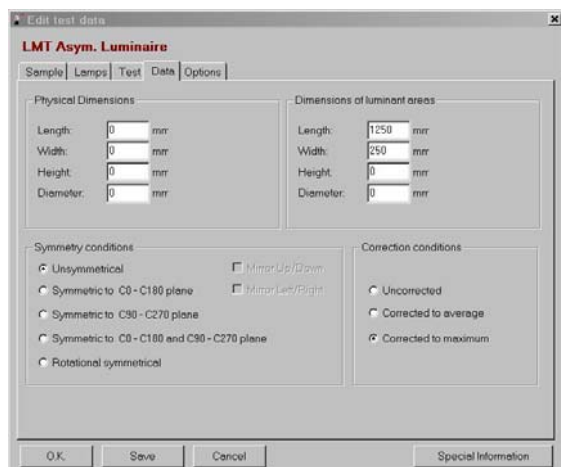 Edit test data
LMT Asym. Luminaire
Sample Lamps Test Data Options
Physical Dimensions
Length: 0 mm
Width: 0 mm
Height: 0 mm
Diameter: 0 mm
Dimensions of luminant areas
Length: 1250 mm
Width: 250 mm
Height: 0 mm
Diameter: 0 mm
Symmetry conditions
Unsymmetrical
Mirror Up/Down
Symmetric to C0 - C180 plane
Mirror Left/Right
Symmetric to C90 - C270 plane
Symmetric to C0 - C180 and C90 - C270 plane
Rotational symmetrical
Correction conditions
Uncorrected
Corrected to average
Corrected to maximum
O.K. Save Cancel Special Information